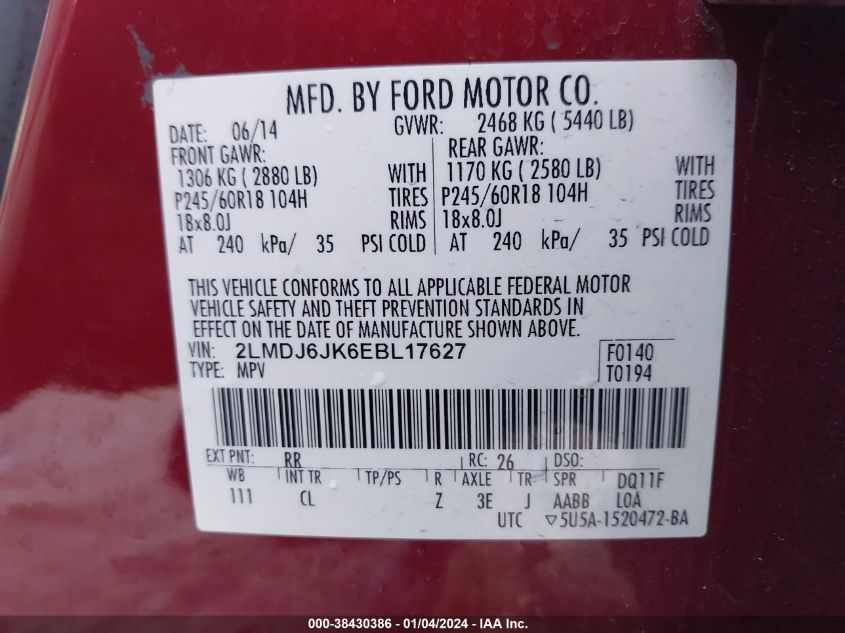 MFD. BY FORD MOTOR CO.
DATE: 06/14 GVWR: 2468 KG ( 5440 LB)
FRONT GAWR: REAR GAWR:
1306 KG ( 2880 LB) WITH 1170 KG ( 2580 LB) WITH
P245/60R18 104H TIRES P245/60R18 104H TIRES
18x8.0J RIMS 18x8.0J RIMS
AT 240 kPa/ 35 PSI COLD AT 240 kPa/ 35 PSI COLD
THIS VEHICLE CONFORMS TO ALL APPLICABLE FEDERAL MOTOR
VEHICLE SAFETY AND THEFT PREVENTION STANDARDS IN
EFFECT ON THE DATE OF MANUFACTURE SHOWN ABOVE.
VIN: 2LMDJ6JK6EBL17627 F0140
TYPE: MPV T0194
EXT PNT: RR RC: 26 DSO:
WB INT TR TP/PS R AXLE TR SPR DQ11F
111 CL Z 3E J AABB LOA
UTC ▽5U5A-1520472-BA
000-38430386 - 01/04/2024 - IAAI.com.